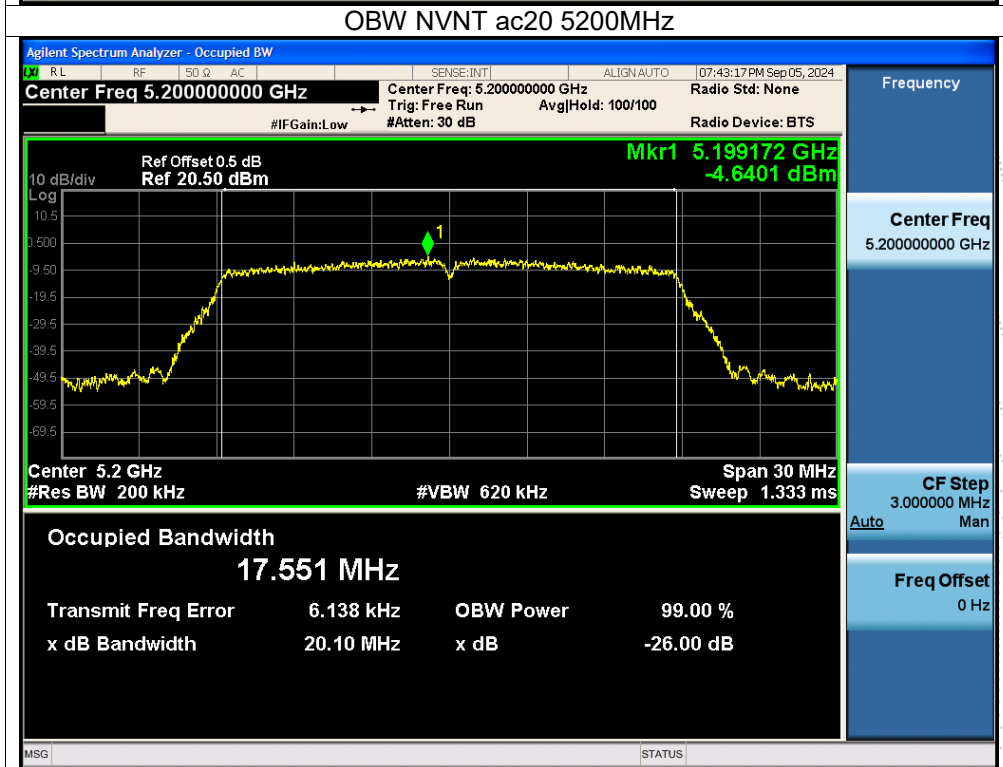 OBW NVNT ac20 5200MHz
Agilent Spectrum Analyzer - Occupied BW
LXI RL RF 50 Ω AC SENSE:INT ALIGN AUTO 07:43:17 PM Sep 05, 2024
Center Freq 5.200000000 GHz
Center Freq: 5.200000000 GHz Radio Std: None
Trig: Free Run Avg|Hold: 100/100
#IFGain:Low #Atten: 30 dB Radio Device: BTS
Mkr1 5.199172 GHz
-4.6401 dBm
Ref Offset 0.5 dB
10 dB/div Ref 20.50 dBm
Log
10.5
0.500
1
-9.50
-19.5
-29.5
-39.5
-49.5
-59.5
-69.5
Center 5.2 GHz Span 30 MHz
#Res BW 200 kHz #VBW 620 kHz Sweep 1.333 ms
Occupied Bandwidth
17.551 MHz
Transmit Freq Error 6.138 kHz OBW Power 99.00 %
x dB Bandwidth 20.10 MHz x dB -26.00 dB
MSG STATUS
Frequency
Center Freq
5.200000000 GHz
CF Step
3.000000 MHz
Auto Man
Freq Offset
0 Hz